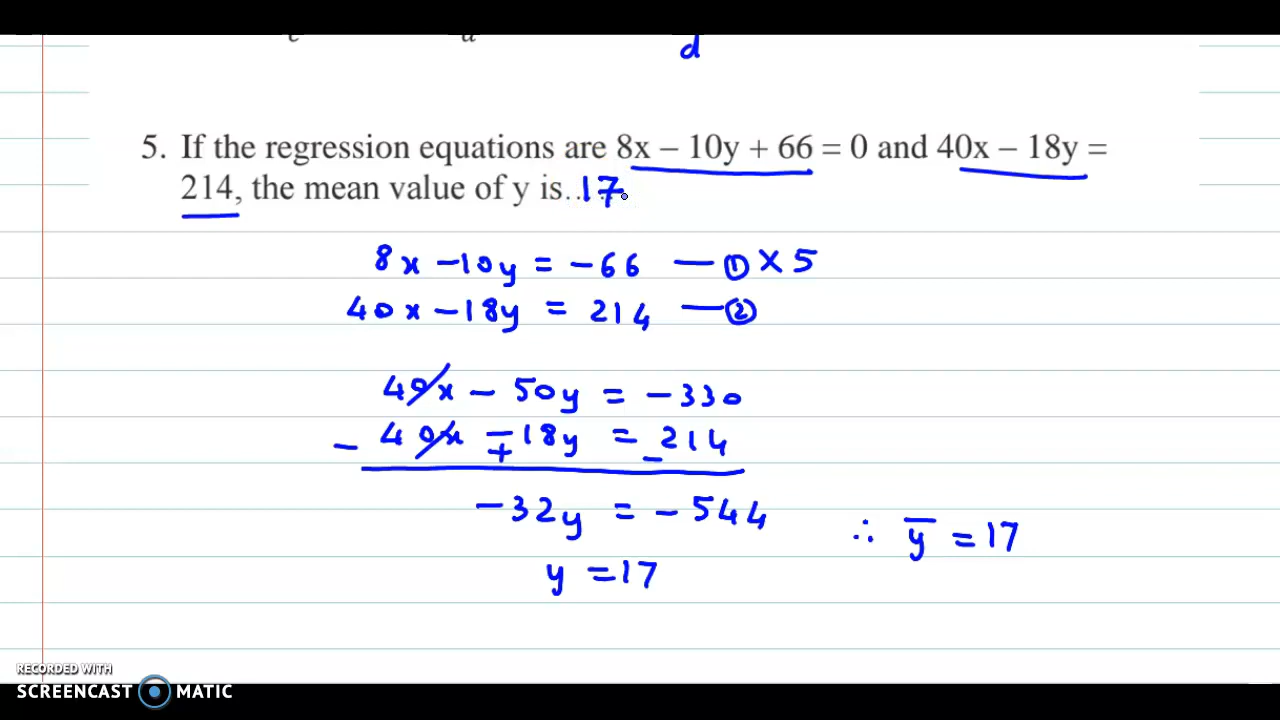 d
5. If the regression equations are 8x – 10y + 66 = 0 and 40x – 18y =
214, the mean value of y is...17
8x - 10y = -66 — ① × 5
40x - 18y = 214 — ②
40x - 50y = -330
- 40x - + 18y = - 214
-32y = -544
y = 17
∴ y̅ = 17
RECORDED WITH
SCREENCAST MATIC